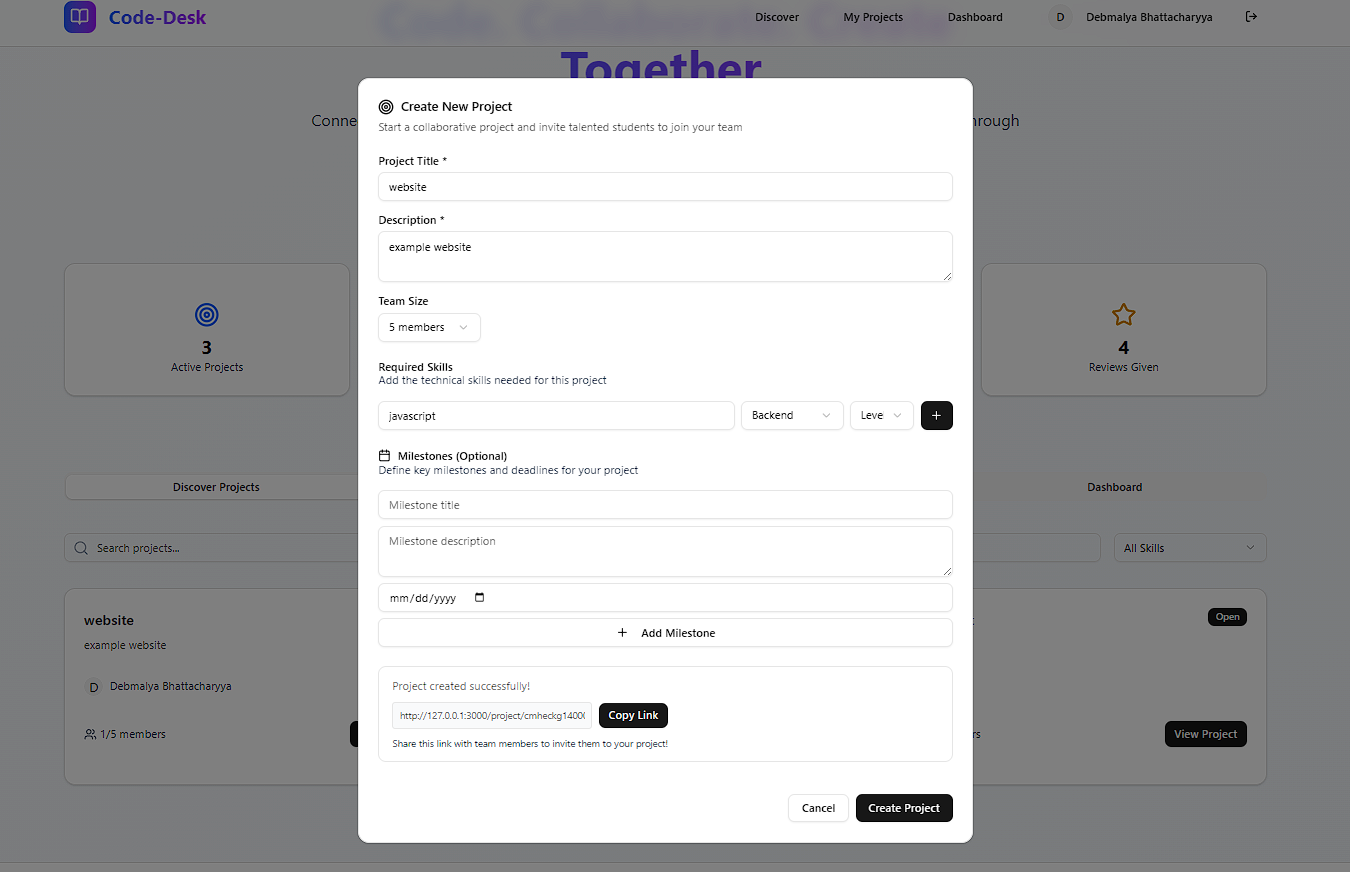 Code-Desk
Discover
My Projects
Dashboard
D
Debmalya Bhattacharyya
Together
Conne
hrough
Create New Project
Start a collaborative project and invite talented students to join your team
Project Title *
website
Description *
example website
Team Size
5 members
3
Active Projects
4
Reviews Given
Required Skills
Add the technical skills needed for this project
javascript
Backend
Leve
+
Milestones (Optional)
Define key milestones and deadlines for your project
Milestone title
Milestone description
mm/dd/yyyy
+ Add Milestone
Discover Projects
Dashboard
Search projects...
All Skills
website
Open
example website
D Debmalya Bhattacharyya
1/5 members
rs
View Project
Project created successfully!
http://127.0.0.1:3000/project/cmheckg1400
Copy Link
Share this link with team members to invite them to your project!
Cancel
Create Project